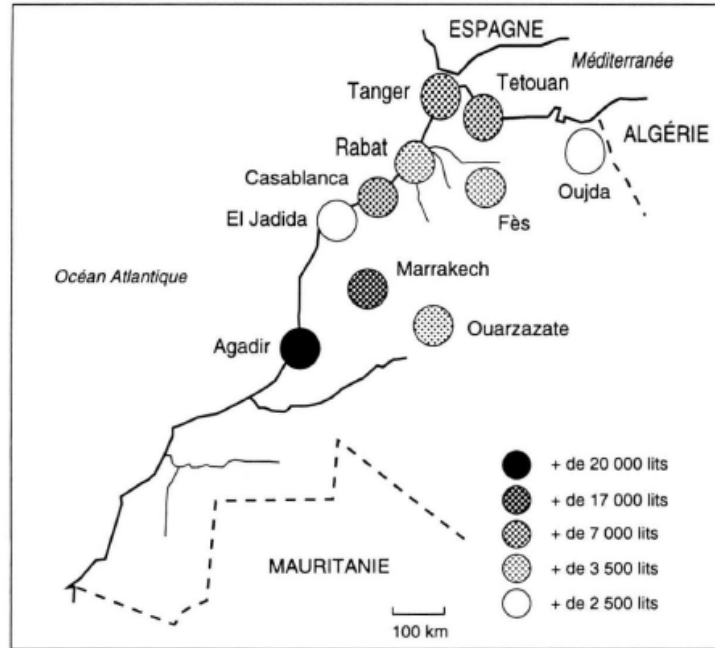 ESPAGNE
Méditerranée
Tanger
Tetouan
ALGÉRIE
Rabat
Casablanca
Oujda
El Jadida
Fès
Océan Atlantique
Marrakech
Agadir
Ouarzazate
+ de 20 000 lits
+ de 17 000 lits
+ de 7 000 lits
+ de 3 500 lits
+ de 2 500 lits
MAURITANIE
100 km